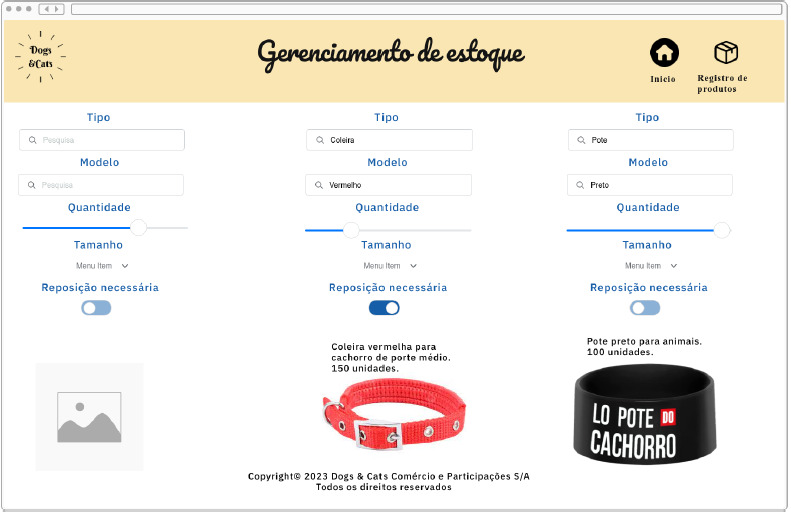 Dogs
&Cats
Gerenciamento de estoque
Inicio
Registro de
produtos
Tipo
Pesquisa
Modelo
Pesquisa
Quantidade
Tamanho
Menu Item
Reposição necessária
Tipo
Coleira
Modelo
Vermelho
Quantidade
Tamanho
Menu Item
Reposição necessária
Coleira vermelha para
cachorro de porte médio.
150 unidades.
Tipo
Pote
Modelo
Preto
Quantidade
Tamanho
Menu Item
Reposição necessária
Pote preto para animais.
100 unidades.
LO POTE DO
CACHORRO
Copyright© 2023 Dogs & Cats Comércio e Participações S/A
Todos os direitos reservados